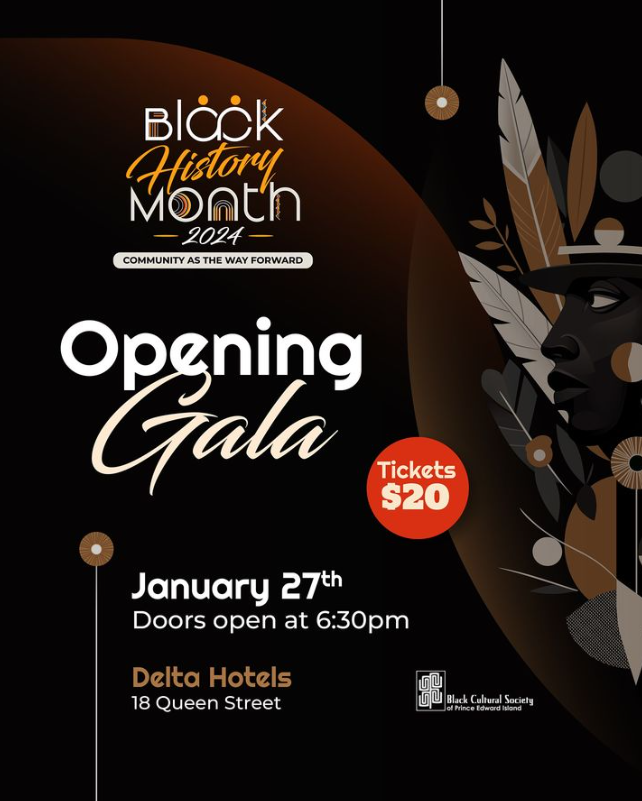 Black
History
Month
2024
COMMUNITY AS THE WAY FORWARD
Opening
Gala
Tickets
$20
January 27th
Doors open at 6:30pm
Delta Hotels
18 Queen Street
Black Cultural Society
of Prince Edward Island